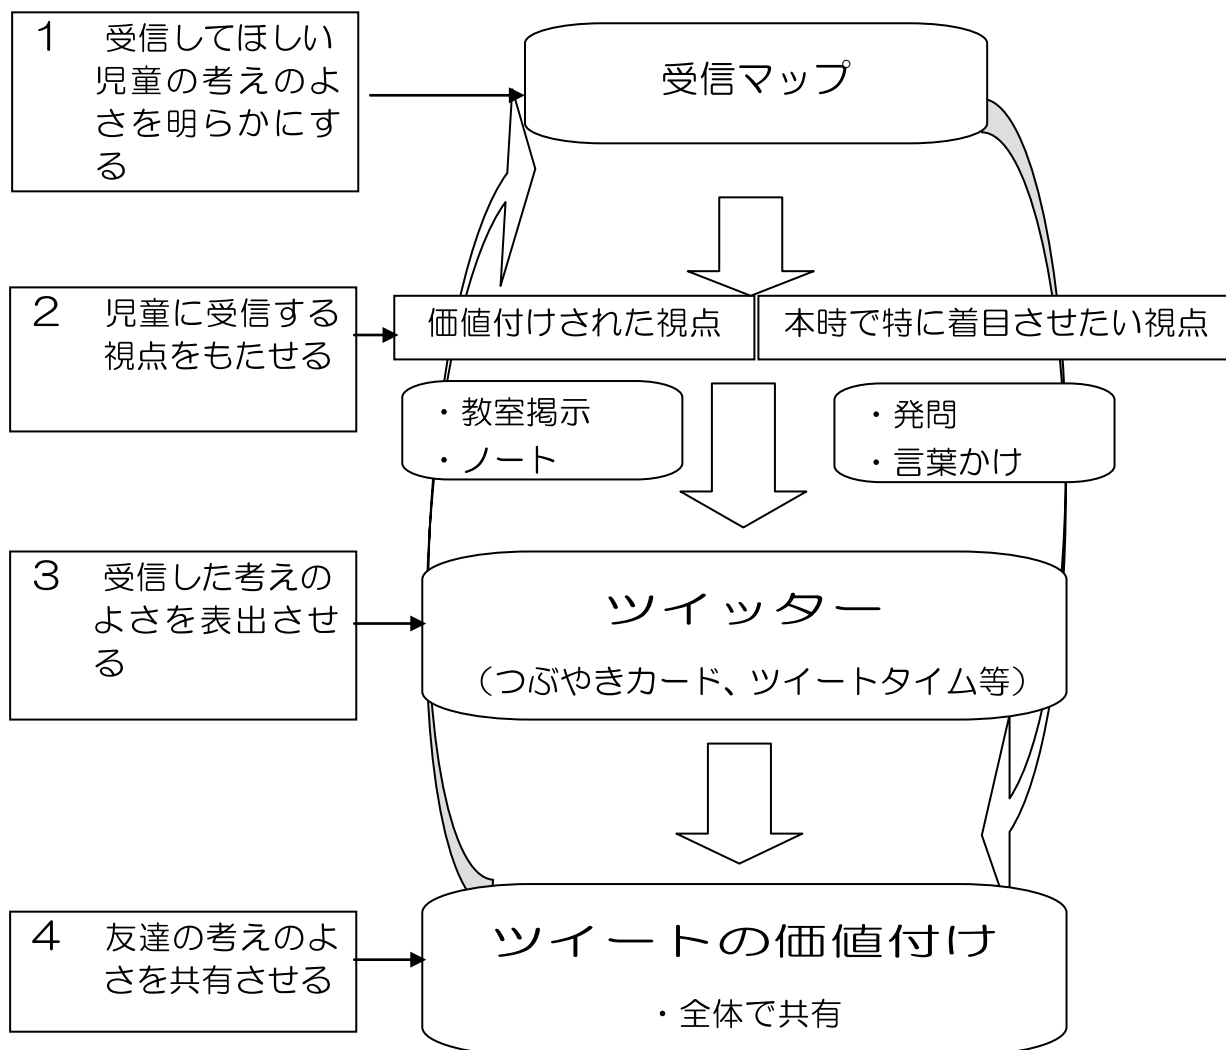 1 受信してほしい
児童の考えのよ
さを明らかにす
る
受信マップ
2 児童に受信する
視点をもたせる
価値付けされた視点
本時で特に着目させたい視点
・教室掲示
・ノート
・発問
・言葉かけ
3 受信した考えの
よさを表出させ
る
ツイッター
（つぶやきカード、ツイートタイム等）
4 友達の考えのよ
さを共有させる
ツイートの価値付け
・全体で共有